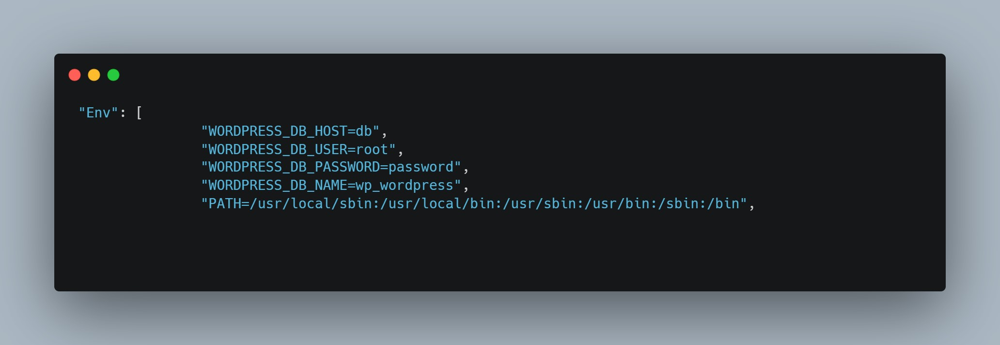 "Env": [
"WORDPRESS_DB_HOST=db",
"WORDPRESS_DB_USER=root",
"WORDPRESS_DB_PASSWORD=password",
"WORDPRESS_DB_NAME=wp_wordpress",
"PATH=/usr/local/sbin:/usr/local/bin:/usr/sbin:/usr/bin:/sbin:/bin",